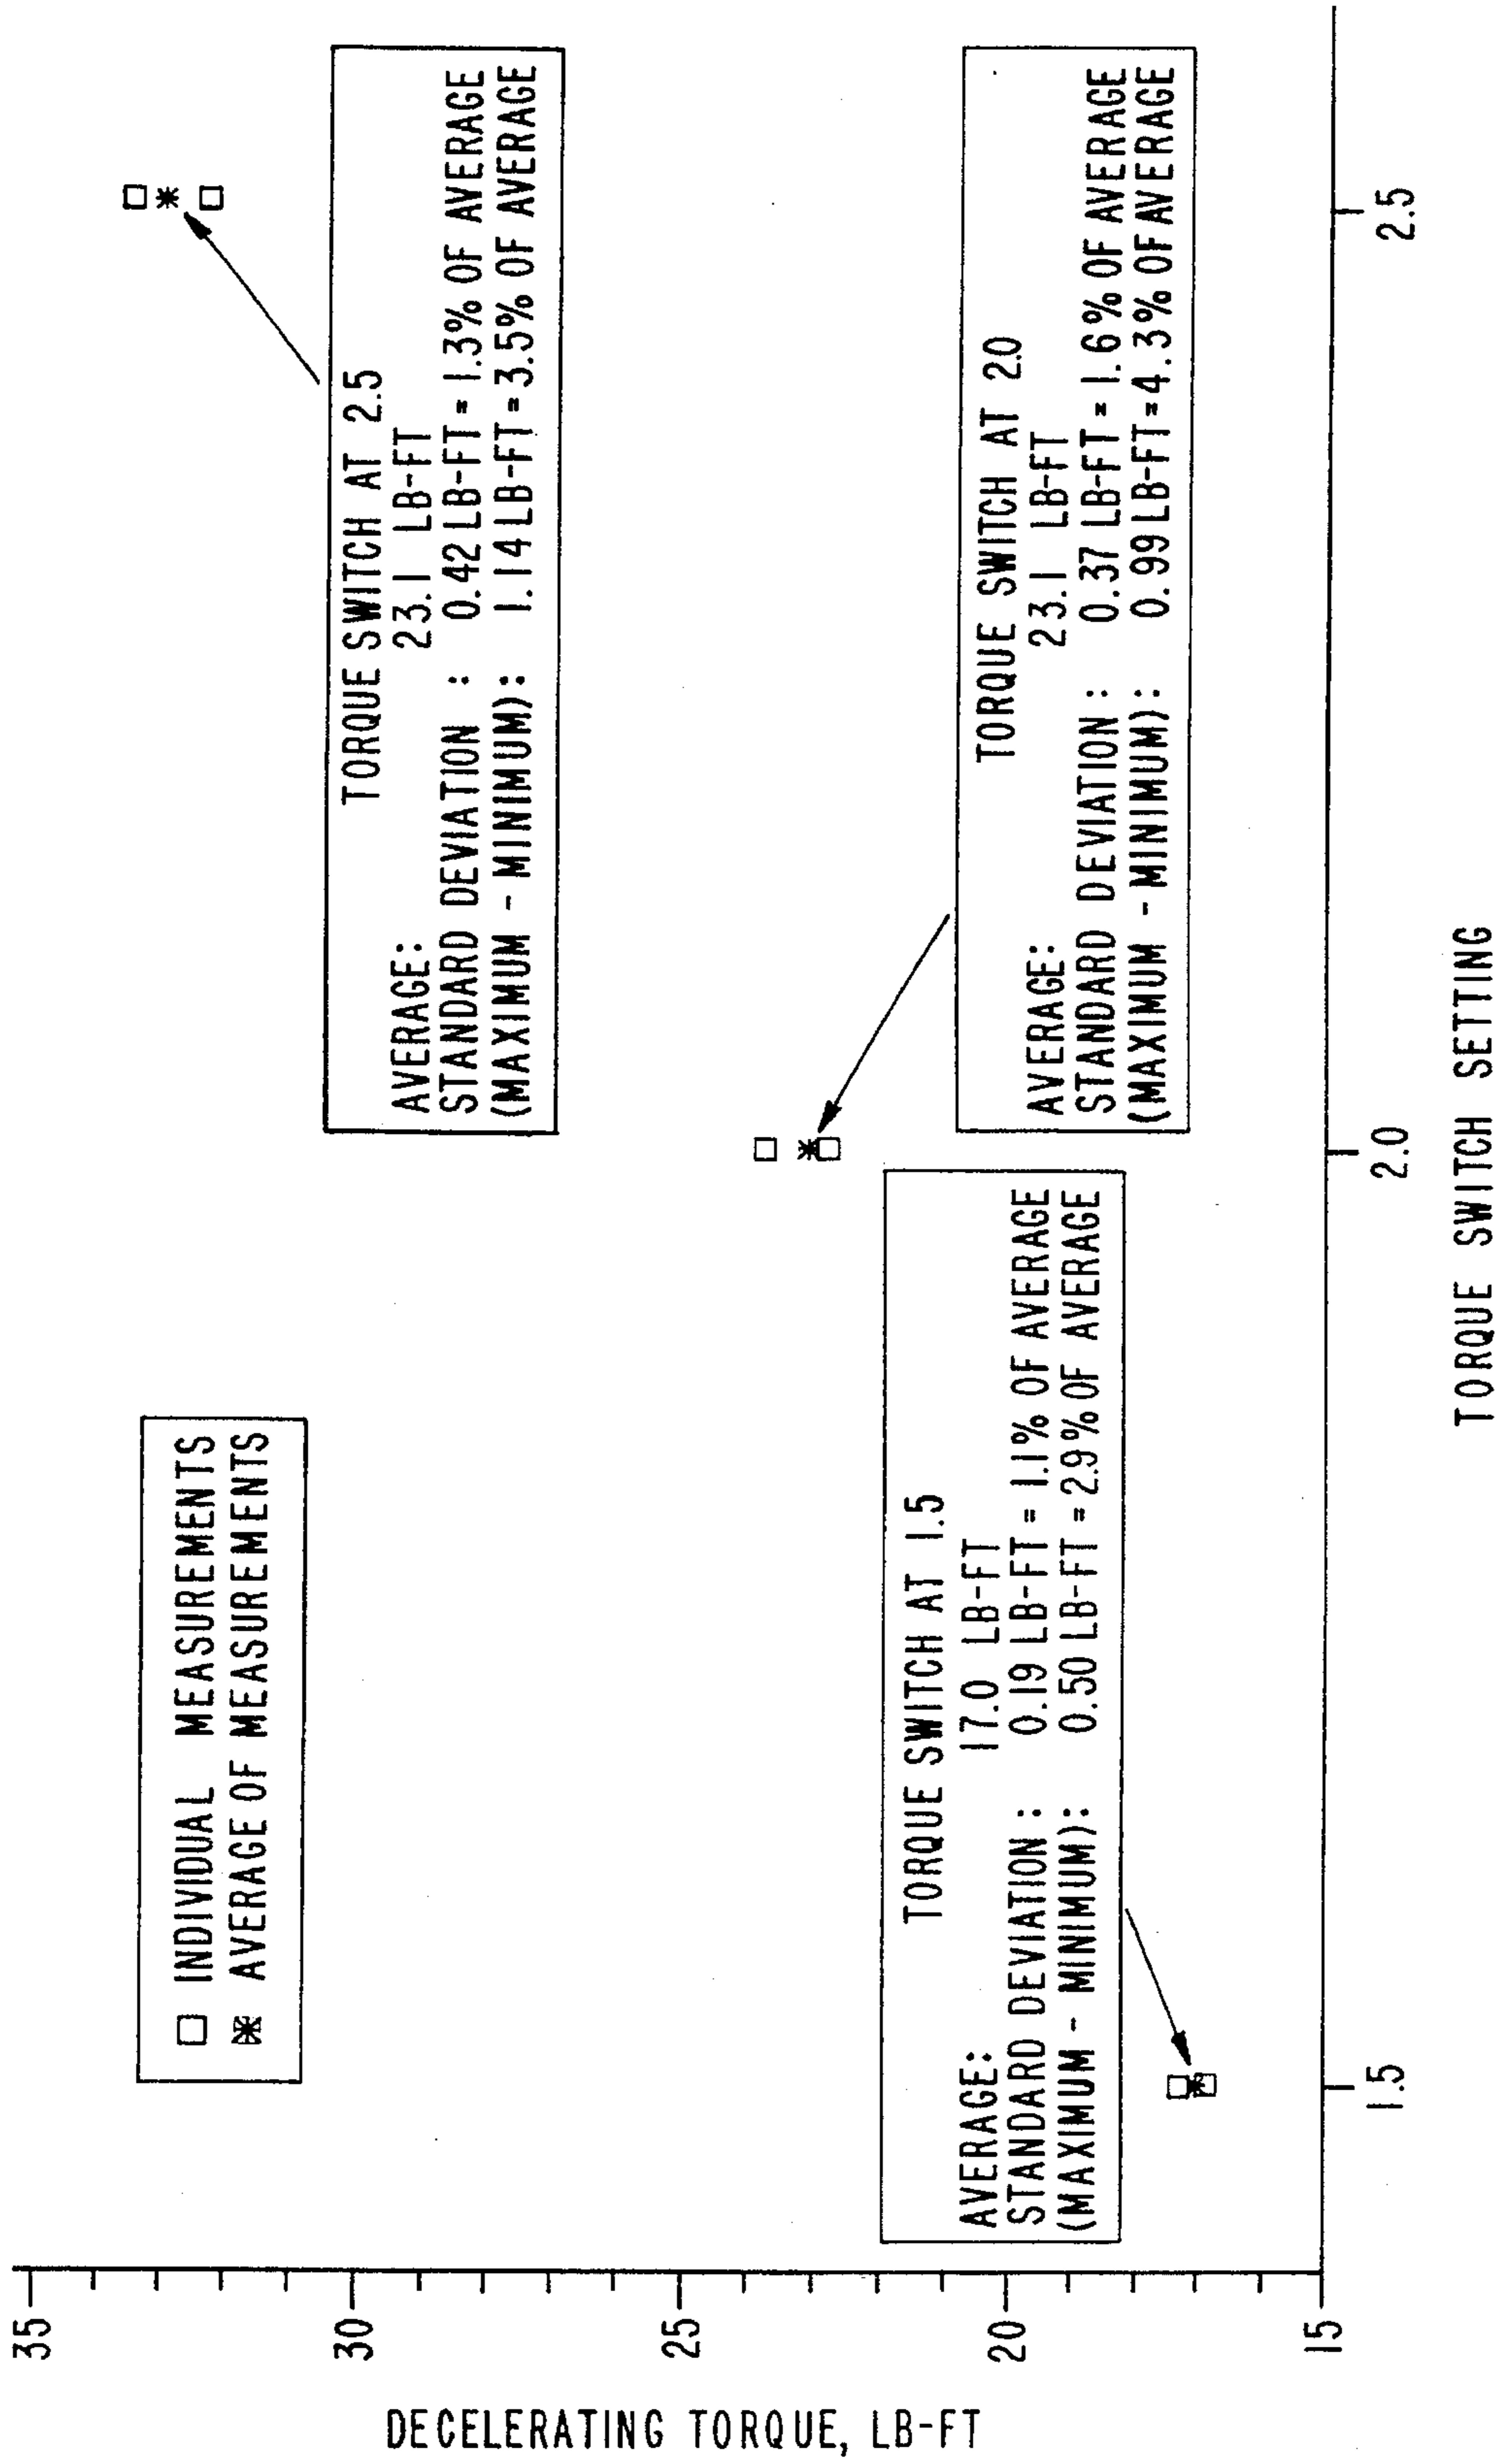 DECELERATING TORQUE, LB-FT
35
30
25
20
15
□ INDIVIDUAL MEASUREMENTS
⁕ AVERAGE OF MEASUREMENTS
TORQUE SWITCH AT 2.5
AVERAGE: 23.1 LB-FT
STANDARD DEVIATION : 0.42 LB-FT = 1.3% OF AVERAGE
(MAXIMUM - MINIMUM): 1.14 LB-FT = 3.5% OF AVERAGE
TORQUE SWITCH AT 1.5
AVERAGE: 17.0 LB-FT
STANDARD DEVIATION : 0.19 LB-FT = 1.1% OF AVERAGE
(MAXIMUM - MINIMUM): 0.50 LB-FT = 2.9% OF AVERAGE
TORQUE SWITCH AT 2.0
AVERAGE: 23.1 LB-FT
STANDARD DEVIATION : 0.37 LB-FT = 1.6% OF AVERAGE
(MAXIMUM - MINIMUM): 0.99 LB-FT = 4.3% OF AVERAGE
1.5
2.0
2.5
TORQUE SWITCH SETTING